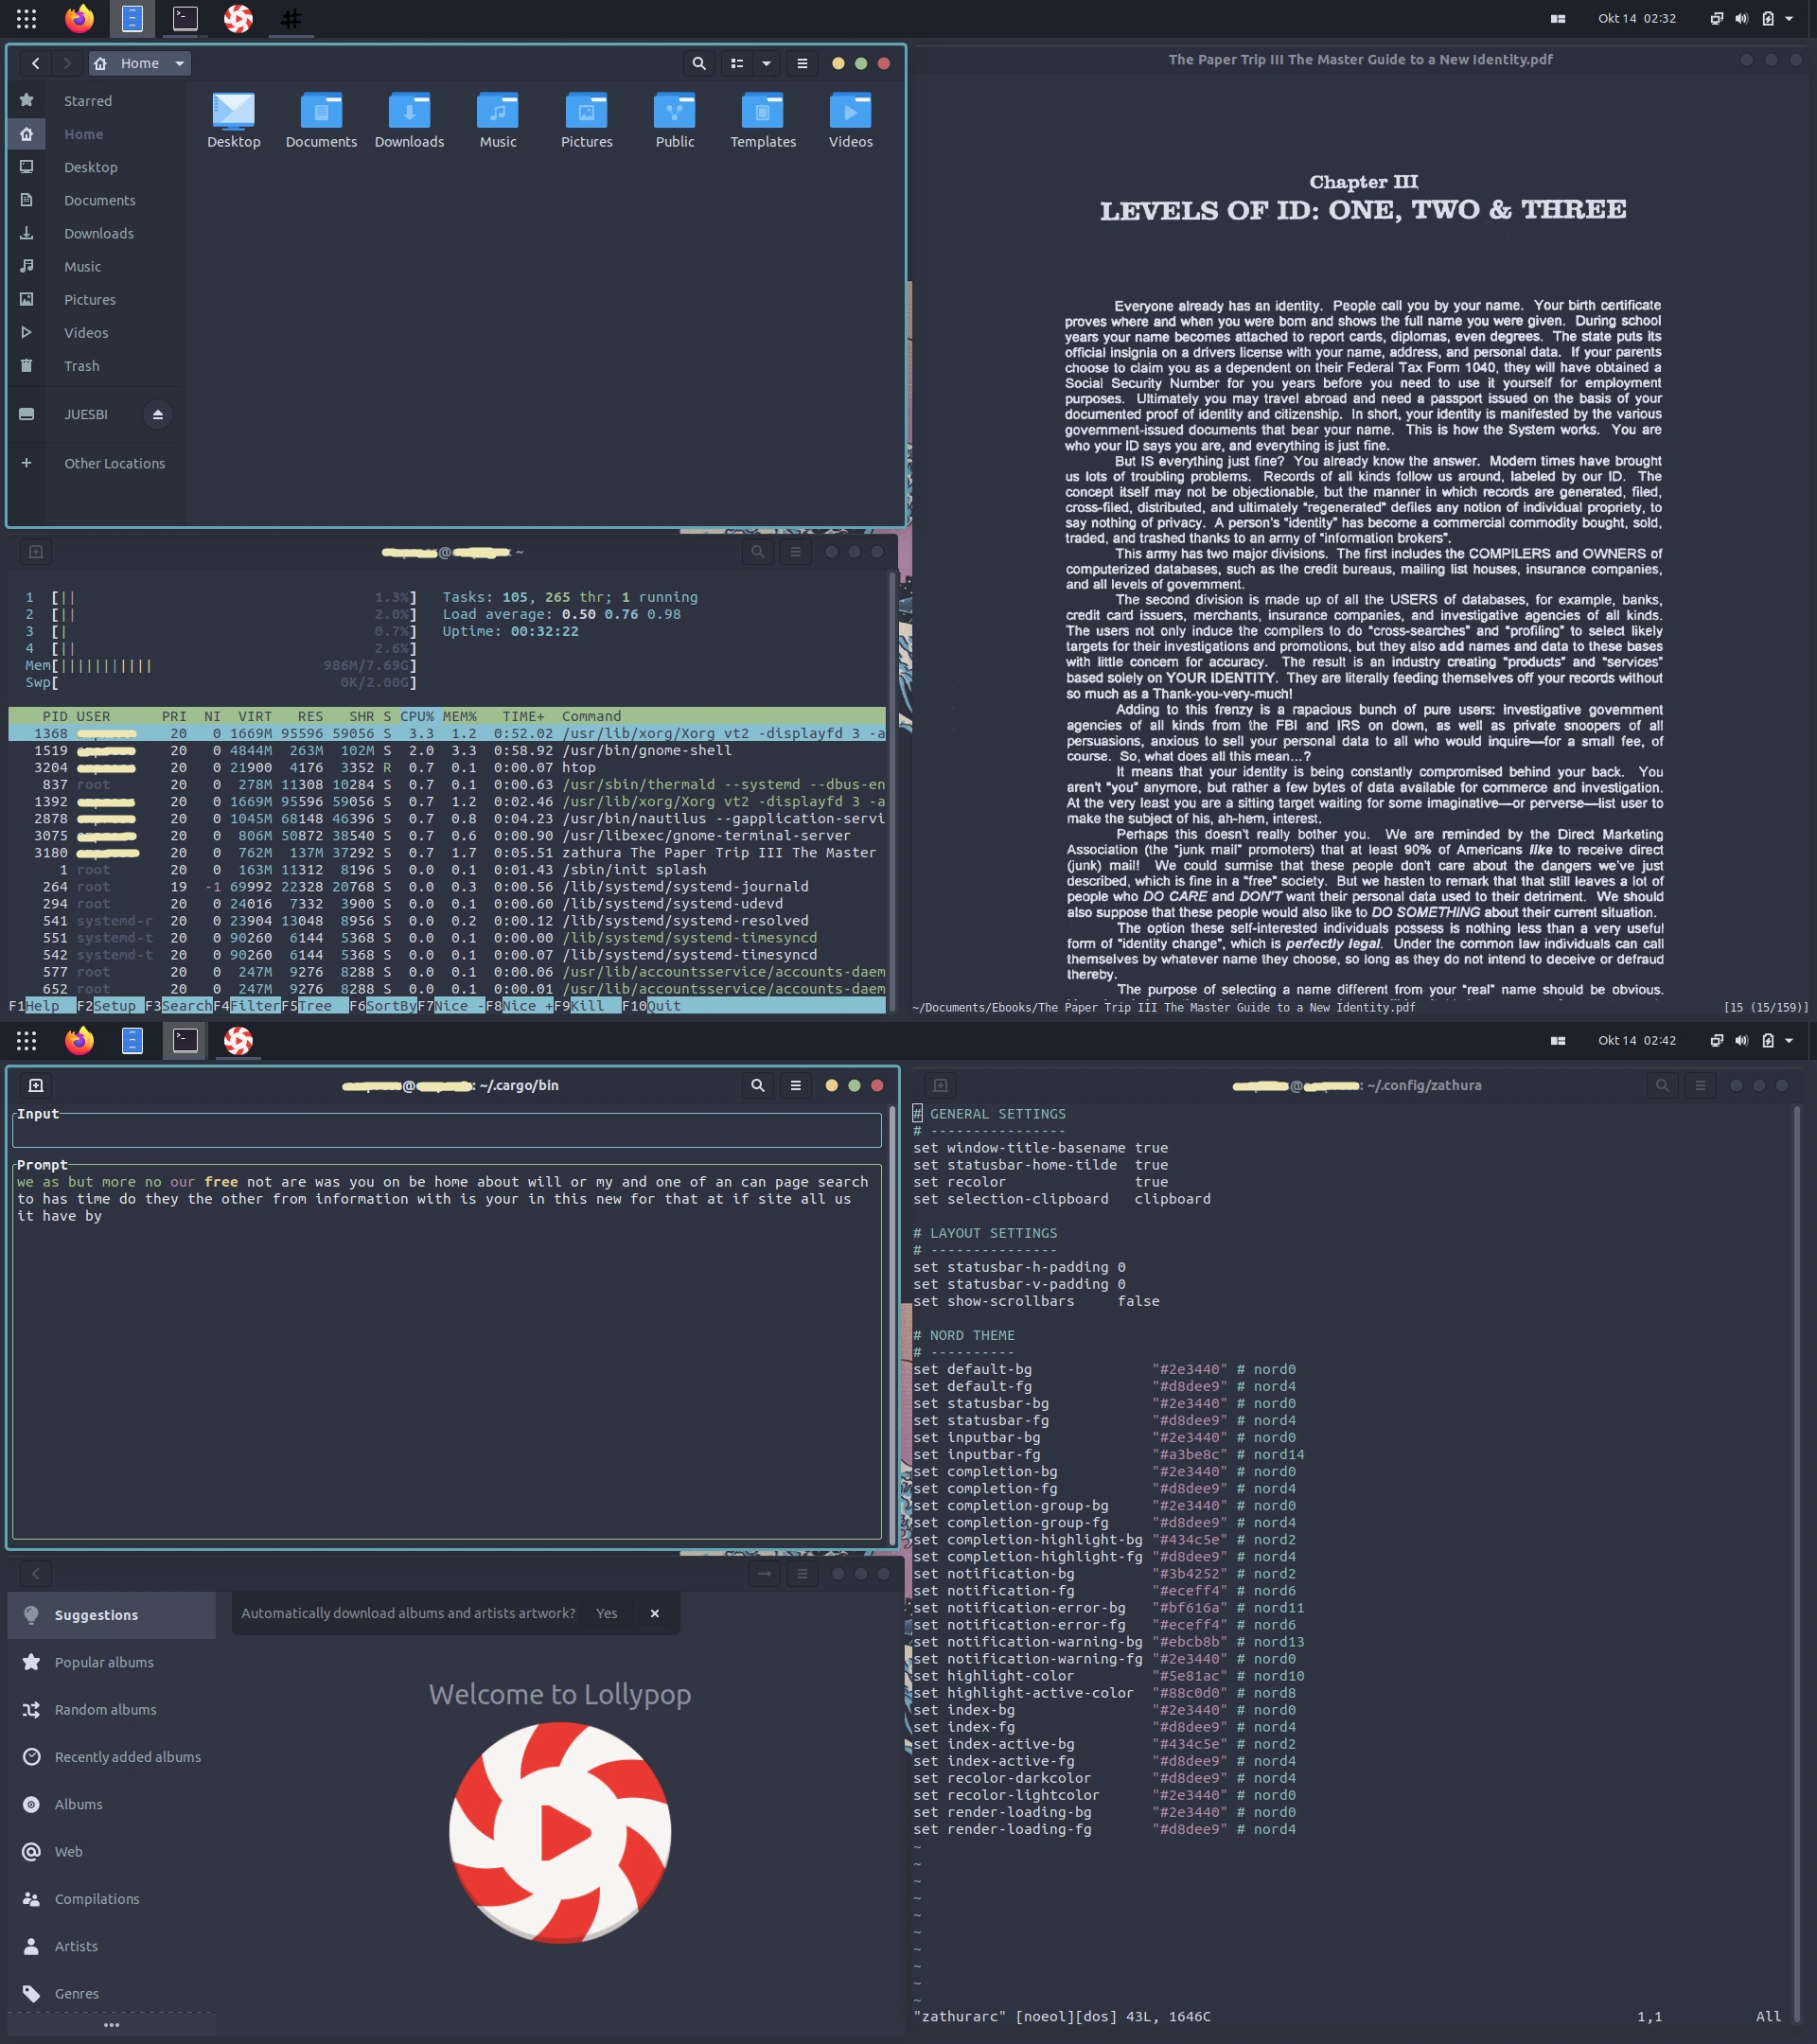 Okt 14 02:32
Home
Starred
Home
Desktop
Documents
Downloads
Music
Pictures
Videos
Trash
JUESBI
Other Locations
Desktop Documents Downloads Music Pictures Public Templates Videos
@ : ~
1 [|| 1.3%] Tasks: 105, 265 thr; 1 running
2 [|| 2.0%] Load average: 0.50 0.76 0.98
3 [| 0.7%] Uptime: 00:32:22
4 [|| 2.6%]
Mem[||||||||||| 986M/7.69G]
Swp[ 0K/2.00G]
PID USER PRI NI VIRT RES SHR S CPU% MEM% TIME+ Command
1368 20 0 1669M 95596 59056 S 3.3 1.2 0:52.02 /usr/lib/xorg/Xorg vt2 -displayfd 3 -a
1519 20 0 4844M 263M 102M S 2.0 3.3 0:58.92 /usr/bin/gnome-shell
3204 20 0 21900 4176 3352 R 0.7 0.1 0:00.07 htop
837 root 20 0 278M 11308 10284 S 0.7 0.1 0:00.63 /usr/sbin/thermald --systemd --dbus-en
1392 20 0 1669M 95596 59056 S 0.7 1.2 0:02.46 /usr/lib/xorg/Xorg vt2 -displayfd 3 -a
2878 20 0 1045M 68148 46396 S 0.7 0.8 0:04.23 /usr/bin/nautilus --gapplication-servi
3075 20 0 806M 50872 38540 S 0.7 0.6 0:00.90 /usr/libexec/gnome-terminal-server
3180 20 0 762M 137M 37292 S 0.7 1.7 0:05.51 zathura The Paper Trip III The Master
1 root 20 0 163M 11312 8196 S 0.0 0.1 0:01.43 /sbin/init splash
264 root 19 -1 69992 22328 20768 S 0.0 0.3 0:00.56 /lib/systemd/systemd-journald
294 root 20 0 24016 7332 3900 S 0.0 0.1 0:00.60 /lib/systemd/systemd-udevd
541 systemd-r 20 0 23904 13048 8956 S 0.0 0.2 0:00.12 /lib/systemd/systemd-resolved
551 systemd-t 20 0 90260 6144 5368 S 0.0 0.1 0:00.00 /lib/systemd/systemd-timesyncd
542 systemd-t 20 0 90260 6144 5368 S 0.0 0.1 0:00.07 /lib/systemd/systemd-timesyncd
577 root 20 0 247M 9276 8288 S 0.0 0.1 0:00.06 /usr/lib/accountsservice/accounts-daem
652 root 20 0 247M 9276 8288 S 0.0 0.1 0:00.01 /usr/lib/accountsservice/accounts-daem
F1Help F2Setup F3SearchF4FilterF5Tree F6SortByF7Nice -F8Nice +F9Kill F10Quit
The Paper Trip III The Master Guide to a New Identity.pdf
Chapter III
LEVELS OF ID: ONE, TWO & THREE
Everyone already has an identity. People call you by your name. Your birth certificate
proves where and when you were born and shows the full name you were given. During school
years your name becomes attached to report cards, diplomas, even degrees. The state puts its
official insignia on a drivers license with your name, address, and personal data. If your parents
choose to claim you as a dependent on their Federal Tax Form 1040, they will have obtained a
Social Security Number for you years before you need to use it yourself for employment
purposes. Ultimately you may travel abroad and need a passport issued on the basis of your
documented proof of identity and citizenship. In short, your identity is manifested by the various
government-issued documents that bear your name. This is how the System works. You are
who your ID says you are, and everything is just fine.
But IS everything just fine? You already know the answer. Modern times have brought
us lots of troubling problems. Records of all kinds follow us around, labeled by our ID. The
concept itself may not be objectionable, but the manner in which records are generated, filed,
cross-filed, distributed, and ultimately "regenerated" defiles any notion of individual propriety, to
say nothing of privacy. A person's "identity" has become a commercial commodity bought, sold,
traded, and trashed thanks to an army of "information brokers".
This army has two major divisions. The first includes the COMPILERS and OWNERS of
computerized databases, such as the credit bureaus, mailing list houses, insurance companies,
and all levels of government.
The second division is made up of all the USERS of databases, for example, banks,
credit card issuers, merchants, insurance companies, and investigative agencies of all kinds.
The users not only induce the compilers to do "cross-searches" and "profiling" to select likely
targets for their investigations and promotions, but they also add names and data to these bases
with little concern for accuracy. The result is an industry creating "products" and "services"
based solely on YOUR IDENTITY. They are literally feeding themselves off your records without
so much as a Thank-you-very-much!
Adding to this frenzy is a rapacious bunch of pure users: investigative government
agencies of all kinds from the FBI and IRS on down, as well as private snoopers of all
persuasions, anxious to sell your personal data to all who would inquire—for a small fee, of
course. So, what does all this mean...?
It means that your identity is being constantly compromised behind your back. You
aren't "you" anymore, but rather a few bytes of data available for commerce and investigation.
At the very least you are a sitting target waiting for some imaginative—or perverse—list user to
make the subject of his, ah-hem, interest.
Perhaps this doesn't really bother you. We are reminded by the Direct Marketing
Association (the "junk mail" promoters) that at least 90% of Americans like to receive direct
(junk) mail! We could surmise that these people don't care about the dangers we've just
described, which is fine in a "free" society. But we hasten to remark that that still leaves a lot of
people who DO CARE and DON'T want their personal data used to their detriment. We should
also suppose that these people would also like to DO SOMETHING about their current situation.
The option these self-interested individuals possess is nothing less than a very useful
form of "identity change", which is perfectly legal. Under the common law individuals can call
themselves by whatever name they choose, so long as they do not intend to deceive or defraud
thereby.
The purpose of selecting a name different from your "real" name should be obvious.
~/Documents/Ebooks/The Paper Trip III The Master Guide to a New Identity.pdf [15 (15/159)]
Okt 14 02:42
@ : ~/.cargo/bin
Input
Prompt
we as but more no our free not are was you on be home about will or my and one of an can page search
to has time do they the other from information with is your in this new for that at if site all us
it have by
Automatically download albums and artists artwork? Yes
Suggestions
Popular albums
Random albums
Recently added albums
Albums
Web
Compilations
Artists
Genres
Welcome to Lollypop
@ : ~/.config/zathura
# GENERAL SETTINGS
# ----------------
set window-title-basename true
set statusbar-home-tilde true
set recolor true
set selection-clipboard clipboard
# LAYOUT SETTINGS
# ---------------
set statusbar-h-padding 0
set statusbar-v-padding 0
set show-scrollbars false
# NORD THEME
# ----------
set default-bg "#2e3440" # nord0
set default-fg "#d8dee9" # nord4
set statusbar-bg "#2e3440" # nord0
set statusbar-fg "#d8dee9" # nord4
set inputbar-bg "#2e3440" # nord0
set inputbar-fg "#a3be8c" # nord14
set completion-bg "#2e3440" # nord0
set completion-fg "#d8dee9" # nord4
set completion-group-bg "#2e3440" # nord0
set completion-group-fg "#d8dee9" # nord4
set completion-highlight-bg "#434c5e" # nord2
set completion-highlight-fg "#d8dee9" # nord4
set notification-bg "#3b4252" # nord2
set notification-fg "#eceff4" # nord6
set notification-error-bg "#bf616a" # nord11
set notification-error-fg "#eceff4" # nord6
set notification-warning-bg "#ebcb8b" # nord13
set notification-warning-fg "#2e3440" # nord0
set highlight-color "#5e81ac" # nord10
set highlight-active-color "#88c0d0" # nord8
set index-bg "#2e3440" # nord0
set index-fg "#d8dee9" # nord4
set index-active-bg "#434c5e" # nord2
set index-active-fg "#d8dee9" # nord4
set recolor-darkcolor "#d8dee9" # nord4
set recolor-lightcolor "#2e3440" # nord0
set render-loading-bg "#2e3440" # nord0
set render-loading-fg "#d8dee9" # nord4
~
~
~
~
~
~
~
~
~
~
"zathurarc" [noeol][dos] 43L, 1646C 1,1 All